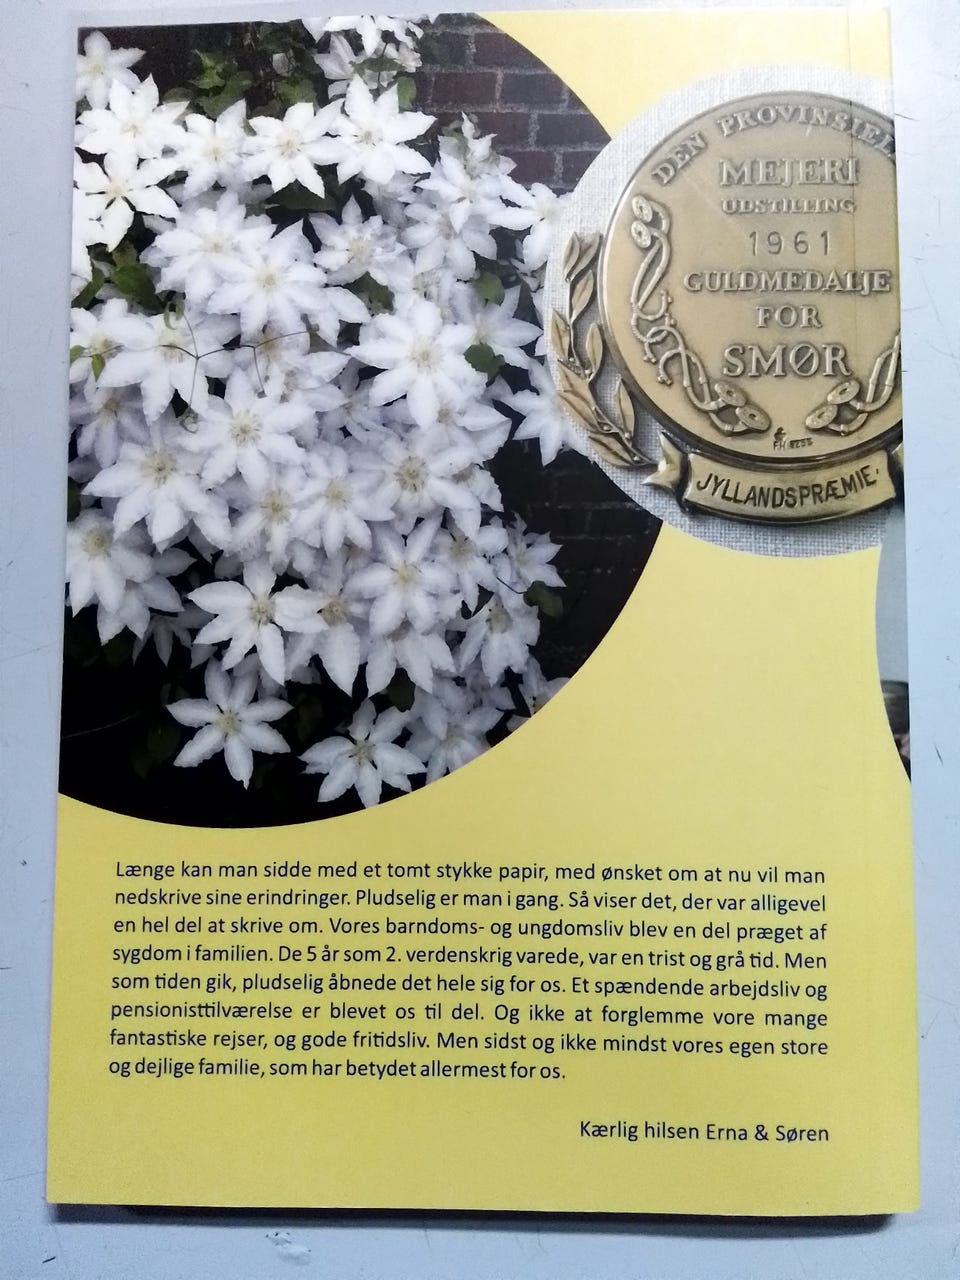 DEN PROVINSIEL
MEJERI
UDSTILLING
1961
GULDMEDALJE
FOR
SMØR
JYLLANDSPRÆMIE.
Længe kan man sidde med et tomt stykke papir, med ønsket om at nu vil man
nedskrive sine erindringer. Pludselig er man i gang. Så viser det, der var alligevel
en hel del at skrive om. Vores barndoms- og ungdomsliv blev en del præget af
sygdom i familien. De 5 år som 2. verdenskrig varede, var en trist og grå tid. Men
som tiden gik, pludselig åbnede det hele sig for os. Et spændende arbejdsliv og
pensionisttilværelse er blevet os til del. Og ikke at forglemme vore mange
fantastiske rejser, og gode fritidsliv. Men sidst og ikke mindst vores egen store
og dejlige familie, som har betydet allermest for os.
Kærlig hilsen Erna & Søren